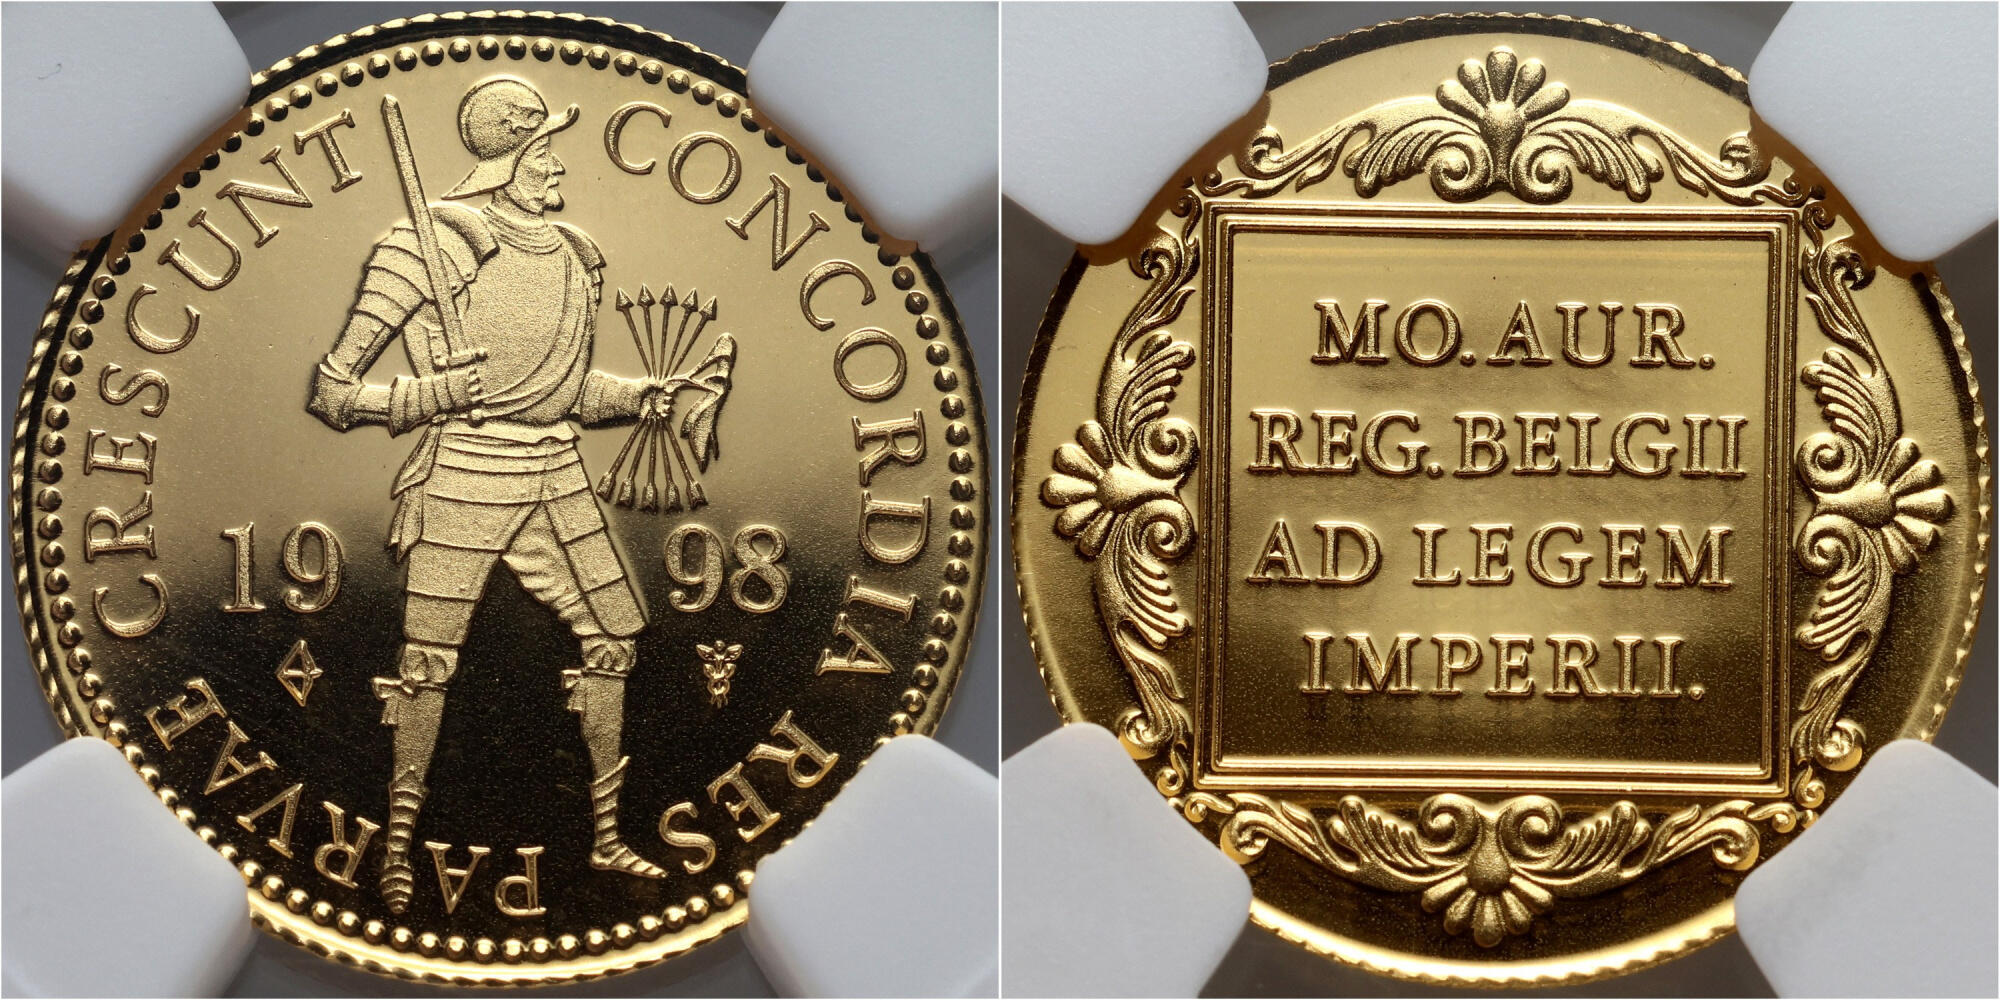 CONCORDIA RES PARVAE CRESCUNT
19 98
MO. AUR.
REG. BELGII
AD LEGEM
IMPERII.